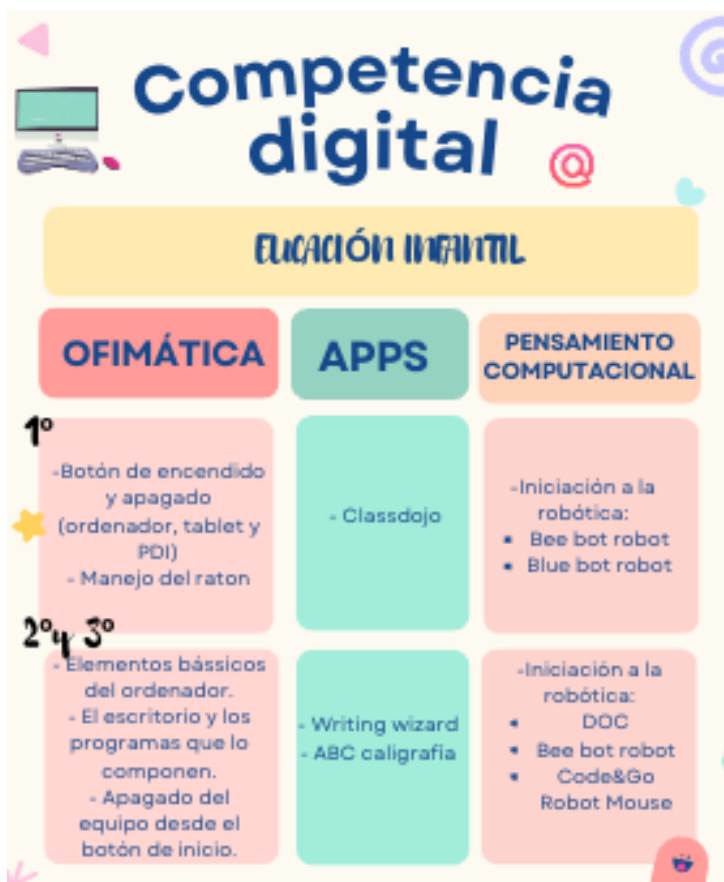 Competencia
digital
@
EUCACIÓN INFANTIL
OFIMÁTICA
APPS
PENSAMIENTO
COMPUTACIONAL
1º
-Botón de encendido
y apagado
(ordenador, tablet y
PDI)
- Manejo del raton
- Classdojo
-Iniciación a la
robótica:
• Bee bot robot
• Blue bot robot
2º y 3º
- Elementos bássicos
del ordenador.
- El escritorio y los
programas que lo
componen.
- Apagado del
equipo desde el
botón de inicio.
- Writing wizard
- ABC caligrafia
-Iniciación a la
robótica:
• DOC
• Bee bot robot
• Code&Go
Robot Mouse